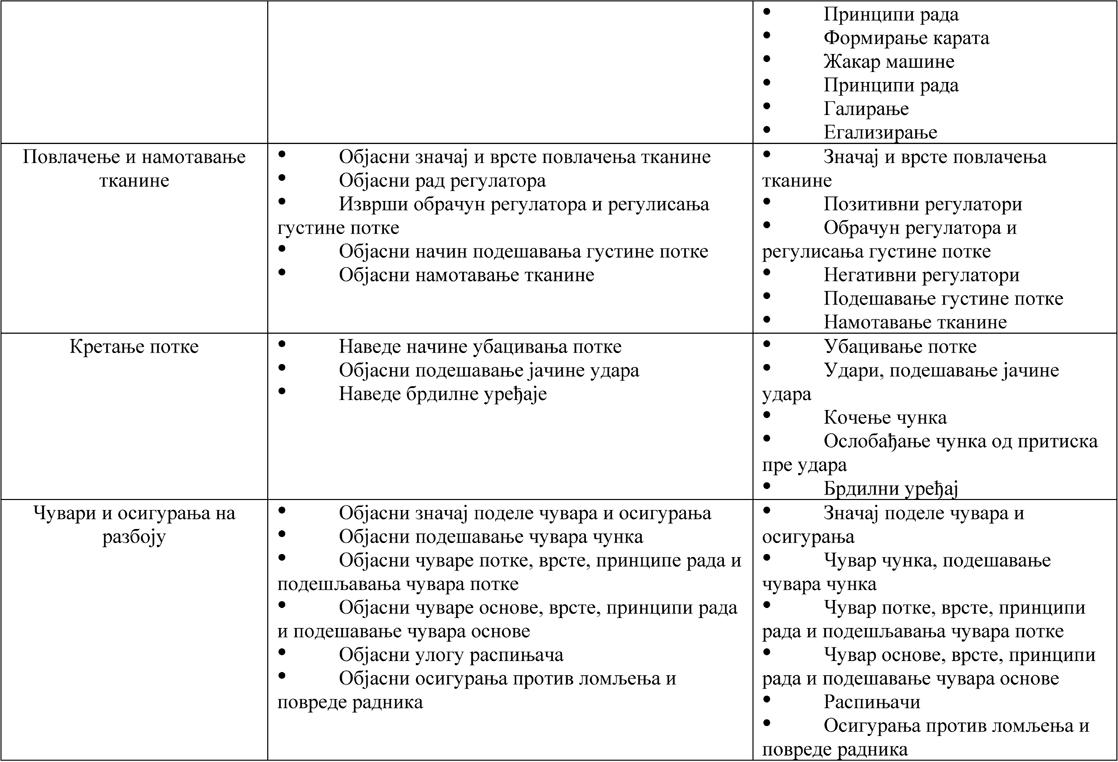 • Принципи рада
• Формирање карата
• Жакар машине
• Принципи рада
• Галирање
• Егализирање
Повлачење и намотавање
тканине
• Објасни значај и врсте повлачења тканине
• Објасни рад регулатора
• Изврши обрачун регулатора и регулисања
густине потке
• Објасни начин подешавања густине потке
• Објасни намотавање тканине
• Значај и врсте повлачења
тканине
• Позитивни регулатори
• Обрачун регулатора и
регулисања густине потке
• Негативни регулатори
• Подешавање густине потке
• Намотавање тканине
Кретање потке
• Наведе начине убацивања потке
• Објасни подешавање јачине удара
• Наведе брдилне уређаје
• Убацивање потке
• Удари, подешавање јачине
удара
• Кочење чунка
• Ослобађање чунка од притиска
пре удара
• Брдилни уређај
Чувари и осигурања на
разбоју
• Објасни значај поделе чувара и осигурања
• Објасни подешавање чувара чунка
• Објасни чуваре потке, врсте, принципе рада и
подешљавања чувара потке
• Објасни чуваре основе, врсте, принципи рада
и подешавање чувара основе
• Објасни улогу распињача
• Објасни осигурања против ломљења и
повреде радника
• Значај поделе чувара и
осигурања
• Чувар чунка, подешавање
чувара чунка
• Чувар потке, врсте, принципи
рада и подешљавања чувара потке
• Чувар основе, врсте, принципи
рада и подешавање чувара основе
• Распињачи
• Осигурања против ломљења и
повреде радника